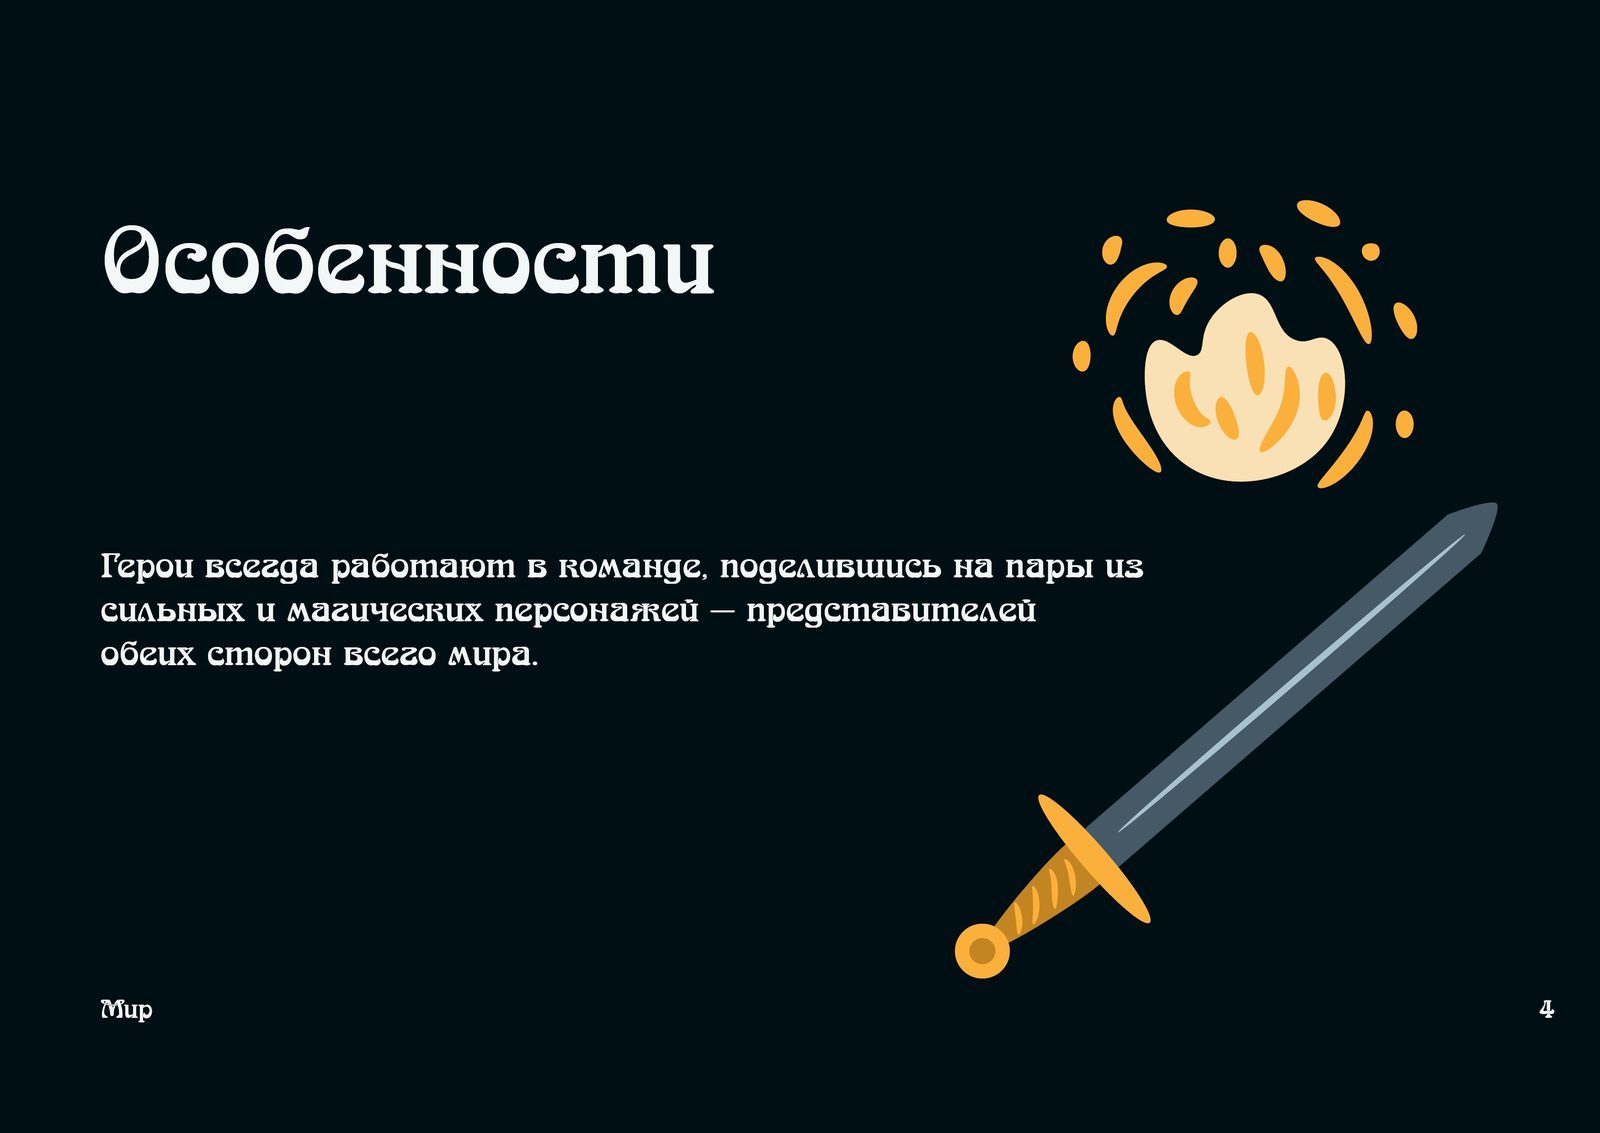 Особенности
Герои всегда работают в команде, поделившись на пары из
сильных и магических персонажей — представителей
обеих сторон всего мира.
Мир
4